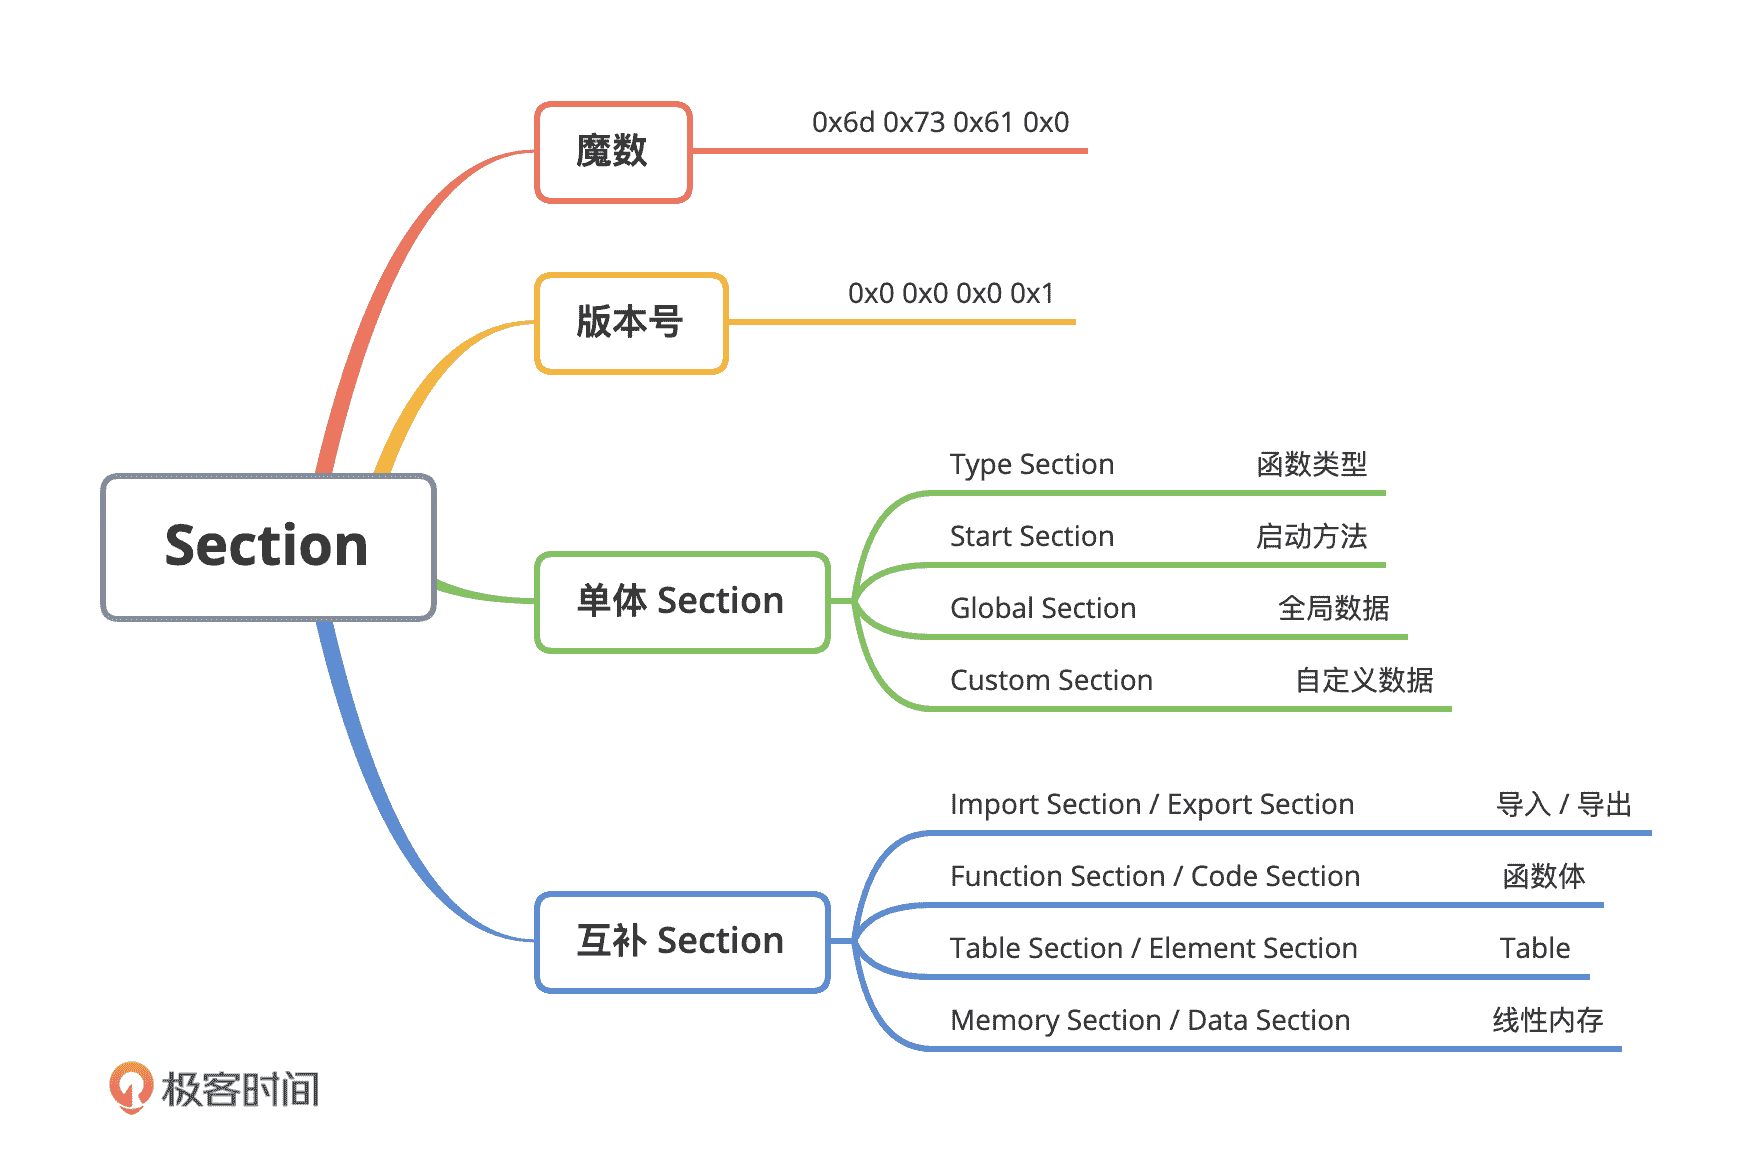 魔数
0x6d 0x73 0x61 0x0
版本号
0x0 0x0 0x0 0x1
Section
单体 Section
Type Section 函数类型
Start Section 启动方法
Global Section 全局数据
Custom Section 自定义数据
互补 Section
Import Section / Export Section 导入 / 导出
Function Section / Code Section 函数体
Table Section / Element Section Table
Memory Section / Data Section 线性内存
极客时间